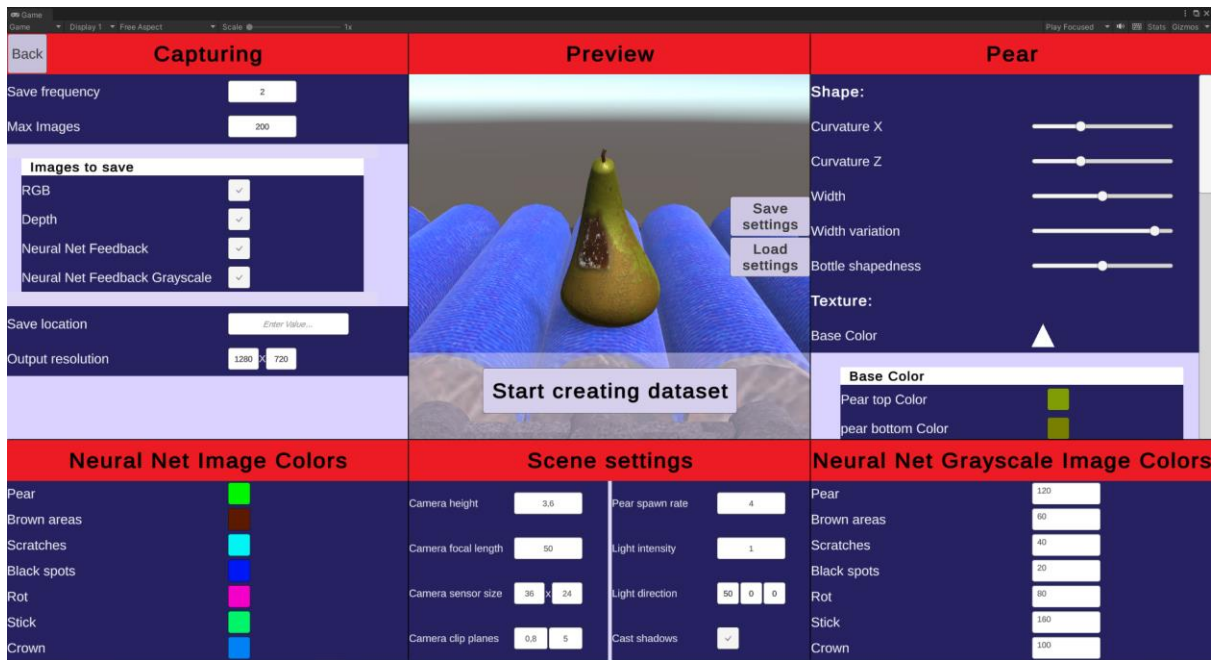 Game
Game Display 1 Free Aspect Scale 1x Play Focused Stats Gizmos
Back
Capturing
Save frequency 2
Max Images 200
Images to save
RGB
Depth
Neural Net Feedback
Neural Net Feedback Grayscale
Save location Enter Value...
Output resolution 1280 X 720
Preview
Save
settings
Load
settings
Start creating dataset
Pear
Shape:
Curvature X
Curvature Z
Width
Width variation
Bottle shapedness
Texture:
Base Color
Base Color
Pear top Color
pear bottom Color
Neural Net Image Colors
Pear
Brown areas
Scratches
Black spots
Rot
Stick
Crown
Scene settings
Camera height 3,6
Camera focal length 50
Camera sensor size 36 x 24
Camera clip planes 0,8 5
Pear spawn rate 4
Light intensity 1
Light direction 50 0 0
Cast shadows
Neural Net Grayscale Image Colors
Pear 120
Brown areas 60
Scratches 40
Black spots 20
Rot 80
Stick 160
Crown 100